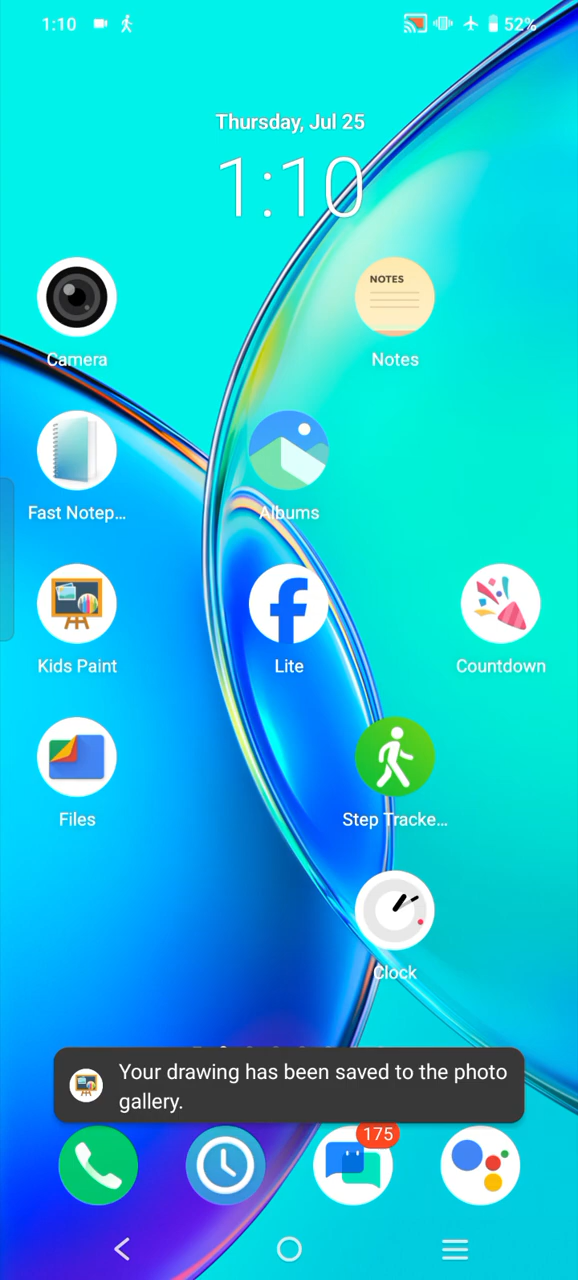 1:10
52%
Thursday, Jul 25
1:10
NOTES
Camera
Notes
Fast Notep...
Albums
Kids Paint
Lite
Countdown
Files
Step Tracke...
Clock
Your drawing has been saved to the photo
gallery.
175